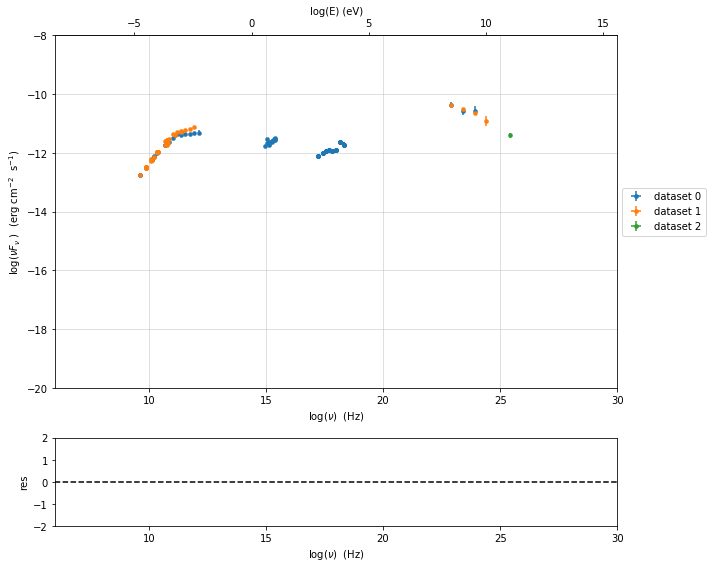 log(E) (eV)
−5 0 5 10 15
−8
−10
−12
−14
−16
−18
−20
log(νF_ν ) (erg cm⁻² s⁻¹)
10 15 20 25 30
log(ν) (Hz)
dataset 0
dataset 1
dataset 2
2
1
0
−1
−2
res
10 15 20 25 30
log(ν) (Hz)